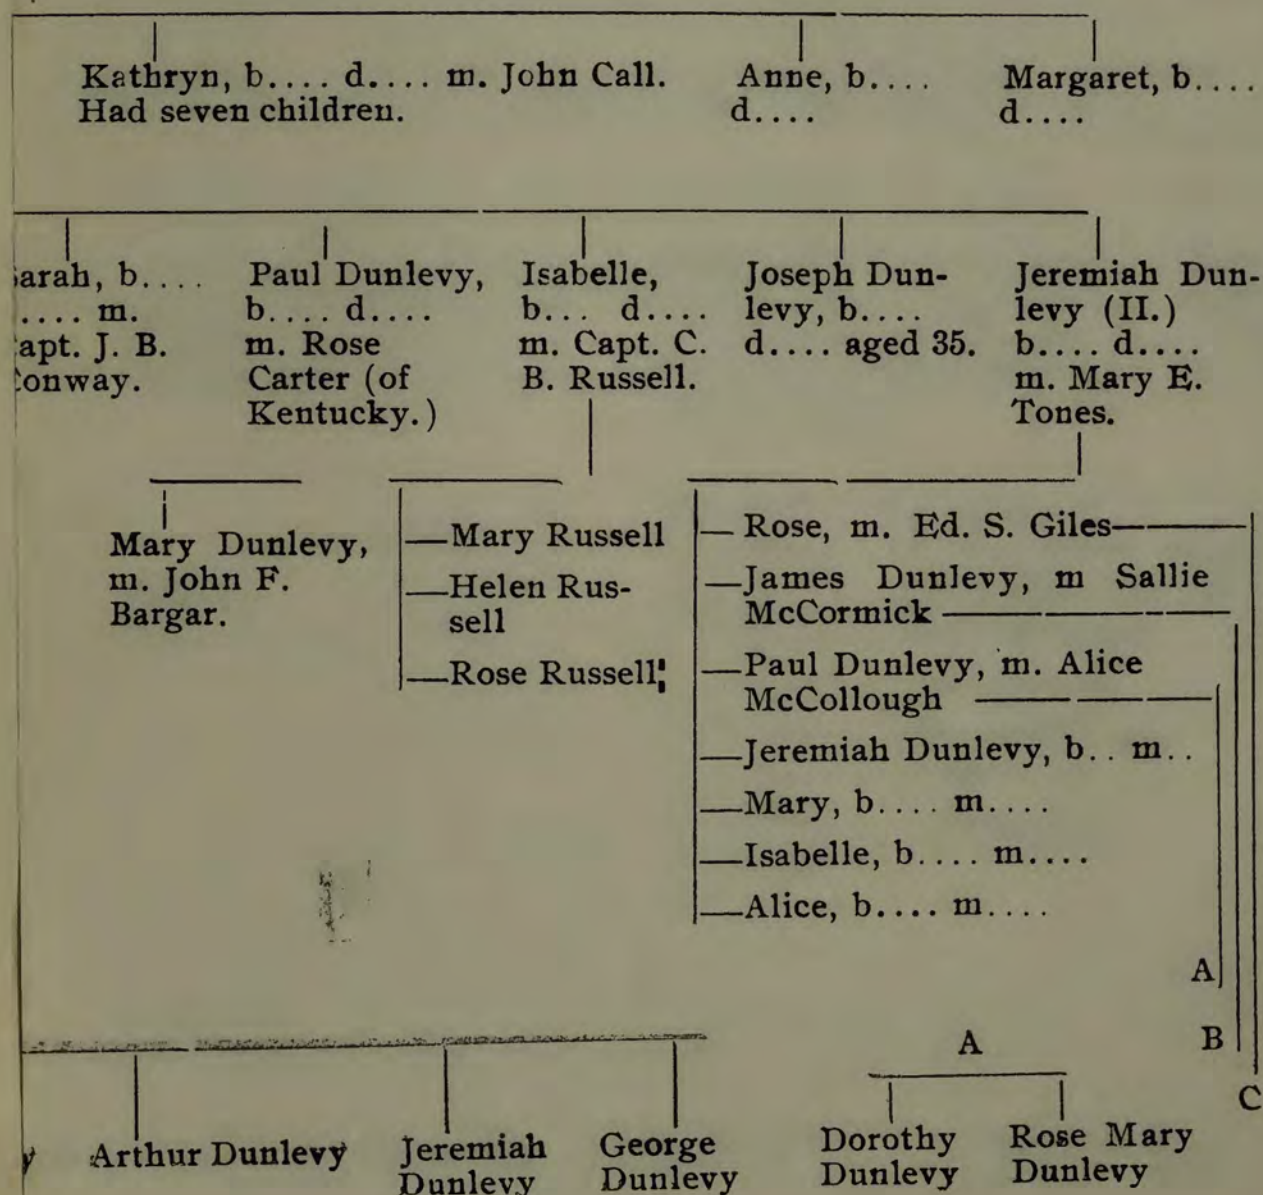 Kathryn, b.... d.... m. John Call.
Had seven children.
Anne, b....
d....
Margaret, b....
d....
arah, b....
.... m.
apt. J. B.
onway.
Paul Dunlevy,
b.... d....
m. Rose
Carter (of
Kentucky.)
Isabelle,
b... d....
m. Capt. C.
B. Russell.
Joseph Dun-
levy, b....
d.... aged 35.
Jeremiah Dun-
levy (II.)
b.... d....
m. Mary E.
Tones.
Mary Dunlevy,
m. John F.
Bargar.
—Mary Russell
—Helen Rus-
sell
—Rose Russell
— Rose, m. Ed. S. Giles
—James Dunlevy, m Sallie
McCormick
—Paul Dunlevy, m. Alice
McCollough
—Jeremiah Dunlevy, b.. m..
—Mary, b.... m....
—Isabelle, b.... m....
—Alice, b.... m....
A
B
C
A
y
Arthur Dunlevy
Jeremiah
Dunlevy
George
Dunlevy
Dorothy
Dunlevy
Rose Mary
Dunlevy